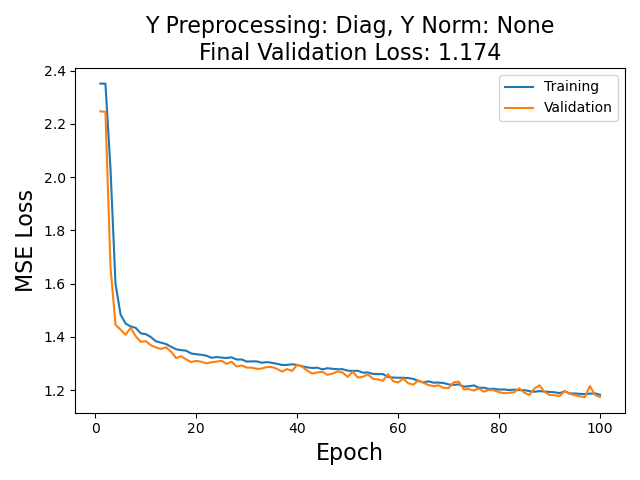 Y Preprocessing: Diag, Y Norm: None
Final Validation Loss: 1.174
Training
Validation
MSE Loss
2.4
2.2
2.0
1.8
1.6
1.4
1.2
0
20
40
60
80
100
Epoch